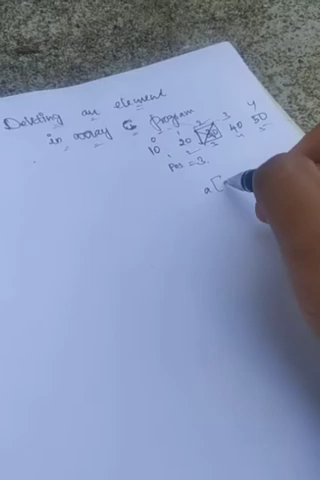 Deleting an element
in array C program
0 1 2 3 4
10 20 30 40 50
Pos = 3.
a[